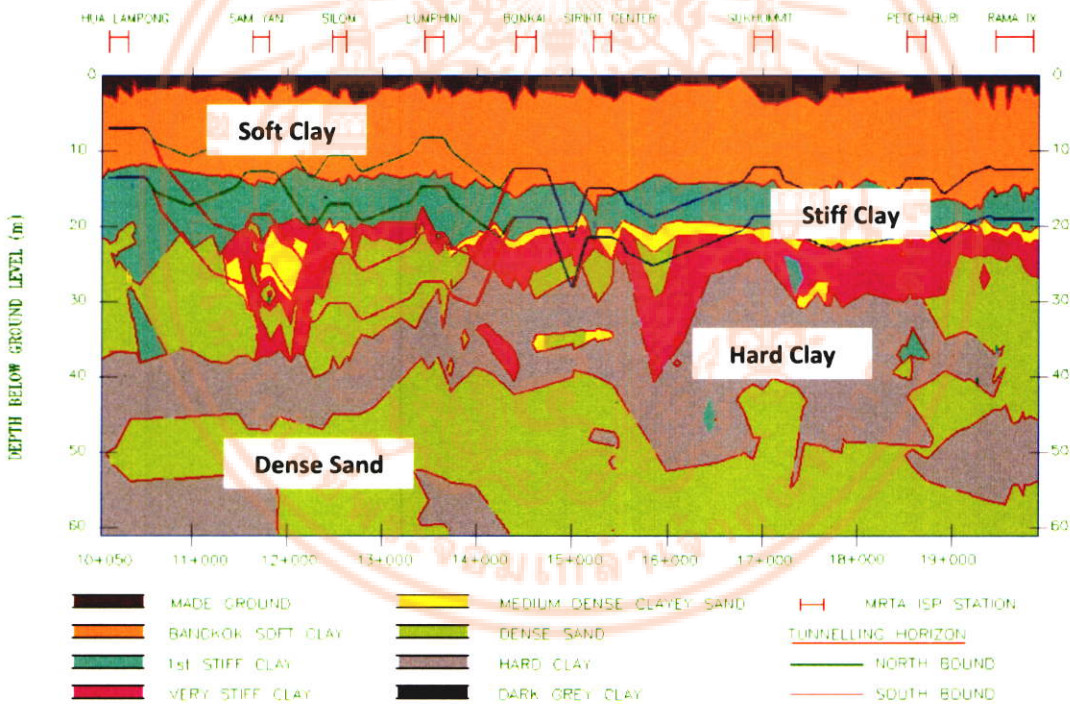 HUA LAMPONG SAM YAN SILOM LUMPHINI BONKAI SIRIKIT CENTER SUKHUMVIT PETCHABURI RAMA IX
0 0
10 10
20 20
30 30
40 40
50 50
60 60
DEPTH BELOW GROUND LEVEL (m)
Soft Clay
Stiff Clay
Hard Clay
Dense Sand
10+050 11+000 12+000 13+000 14+000 15+000 16+000 17+000 18+000 19+000
MADE GROUND MEDIUM DENSE CLAYEY SAND MRTA ISP STATION
BANGKOK SOFT CLAY DENSE SAND TUNNELLING HORIZON
1st STIFF CLAY HARD CLAY NORTH BOUND
VERY STIFF CLAY DARK GREY CLAY SOUTH BOUND